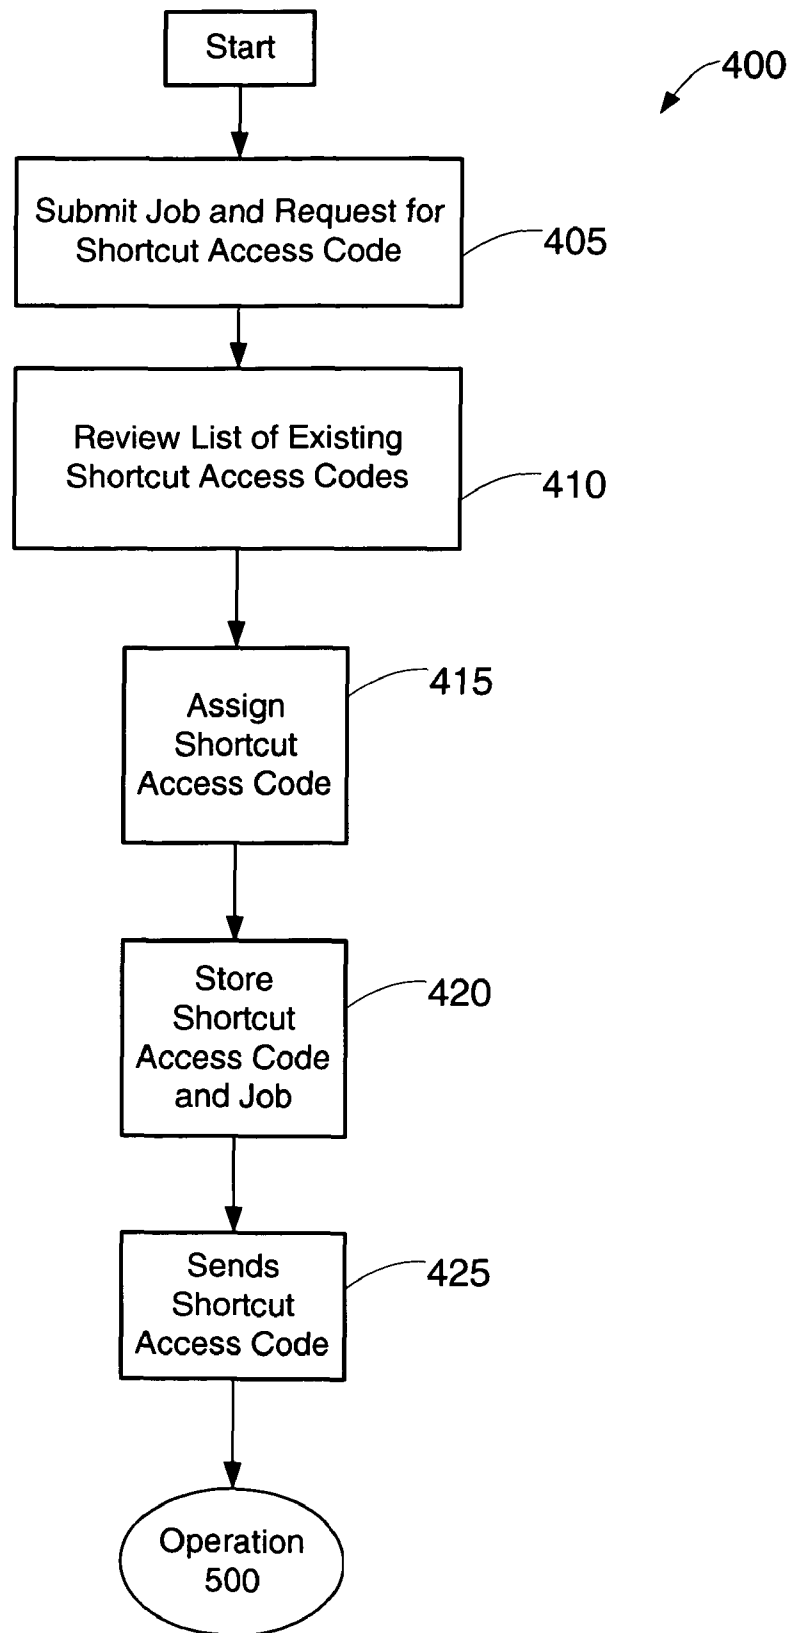 Start
400
Submit Job and Request for
Shortcut Access Code
405
Review List of Existing
Shortcut Access Codes
410
Assign
Shortcut
Access Code
415
Store
Shortcut
Access Code
and Job
420
Sends
Shortcut
Access Code
425
Operation
500